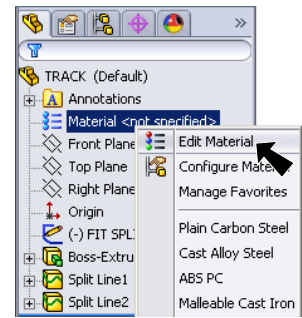 »
TRACK (Default)
Annotations
Material <not specified>
Front Plane
Top Plane
Right Plane
Origin
(-) FIT SPL
Boss-Extru
Split Line1
Split Line2
Edit Material
Configure Mater
Manage Favorites
Plain Carbon Steel
Cast Alloy Steel
ABS PC
Malleable Cast Iron